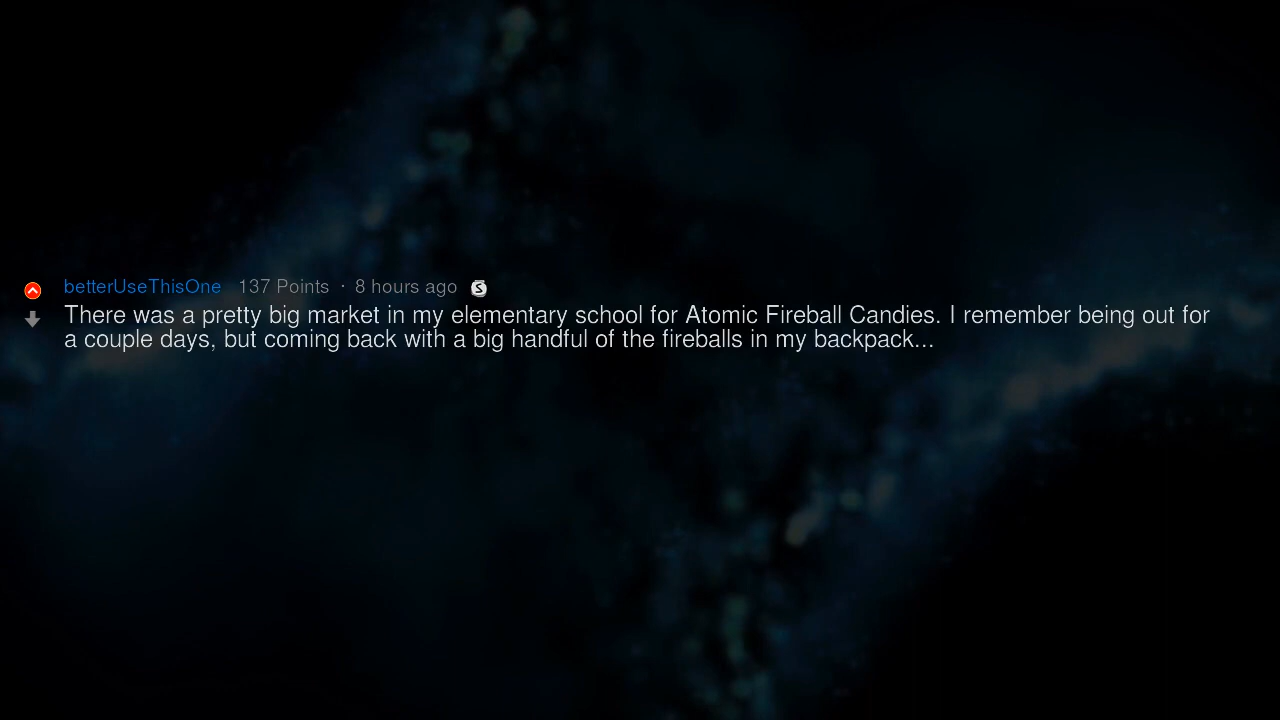 betterUseThisOne 137 Points · 8 hours ago S
There was a pretty big market in my elementary school for Atomic Fireball Candies. I remember being out for
a couple days, but coming back with a big handful of the fireballs in my backpack...